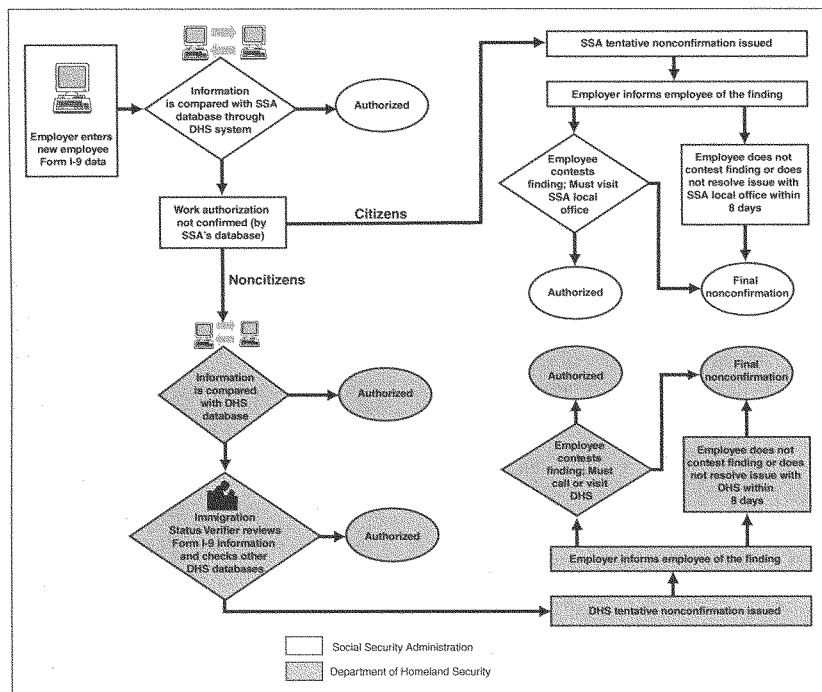 Employer enters
new employee
Form I-9 data
Information
is compared with SSA
database through
DHS system
Authorized
Work authorization
not confirmed (by
SSA's database)
Citizens
Noncitizens
SSA tentative nonconfirmation issued
Employer informs employee of the finding
Employee
contests
finding; Must visit
SSA local
office
Employee does not
contest finding or does
not resolve issue with
SSA local office within
8 days
Authorized
Final
nonconfirmation
Information
is compared
with DHS
database
Authorized
Immigration
Status Verifier reviews
Form I-9 information
and checks other
DHS databases
Authorized
Authorized
Final
nonconfirmation
Employee
contests
finding; Must
call or visit
DHS
Employee does not
contest finding or does
not resolve issue with
DHS within
8 days
Employer informs employee of the finding
DHS tentative nonconfirmation issued
Social Security Administration
Department of Homeland Security